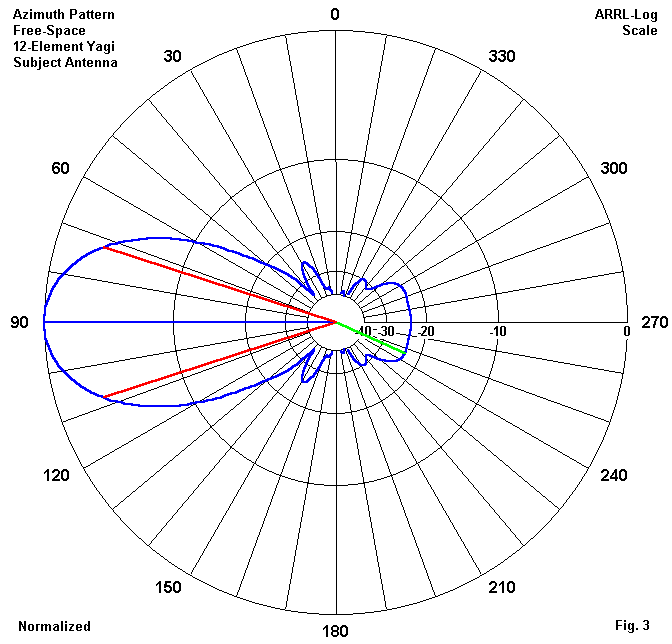 Azimuth Pattern
Free-Space
12-Element Yagi
Subject Antenna
ARRL-Log
Scale
0
30
330
60
300
90
-40
-30
-20
-10
0
270
120
240
150
210
180
Normalized
Fig. 3